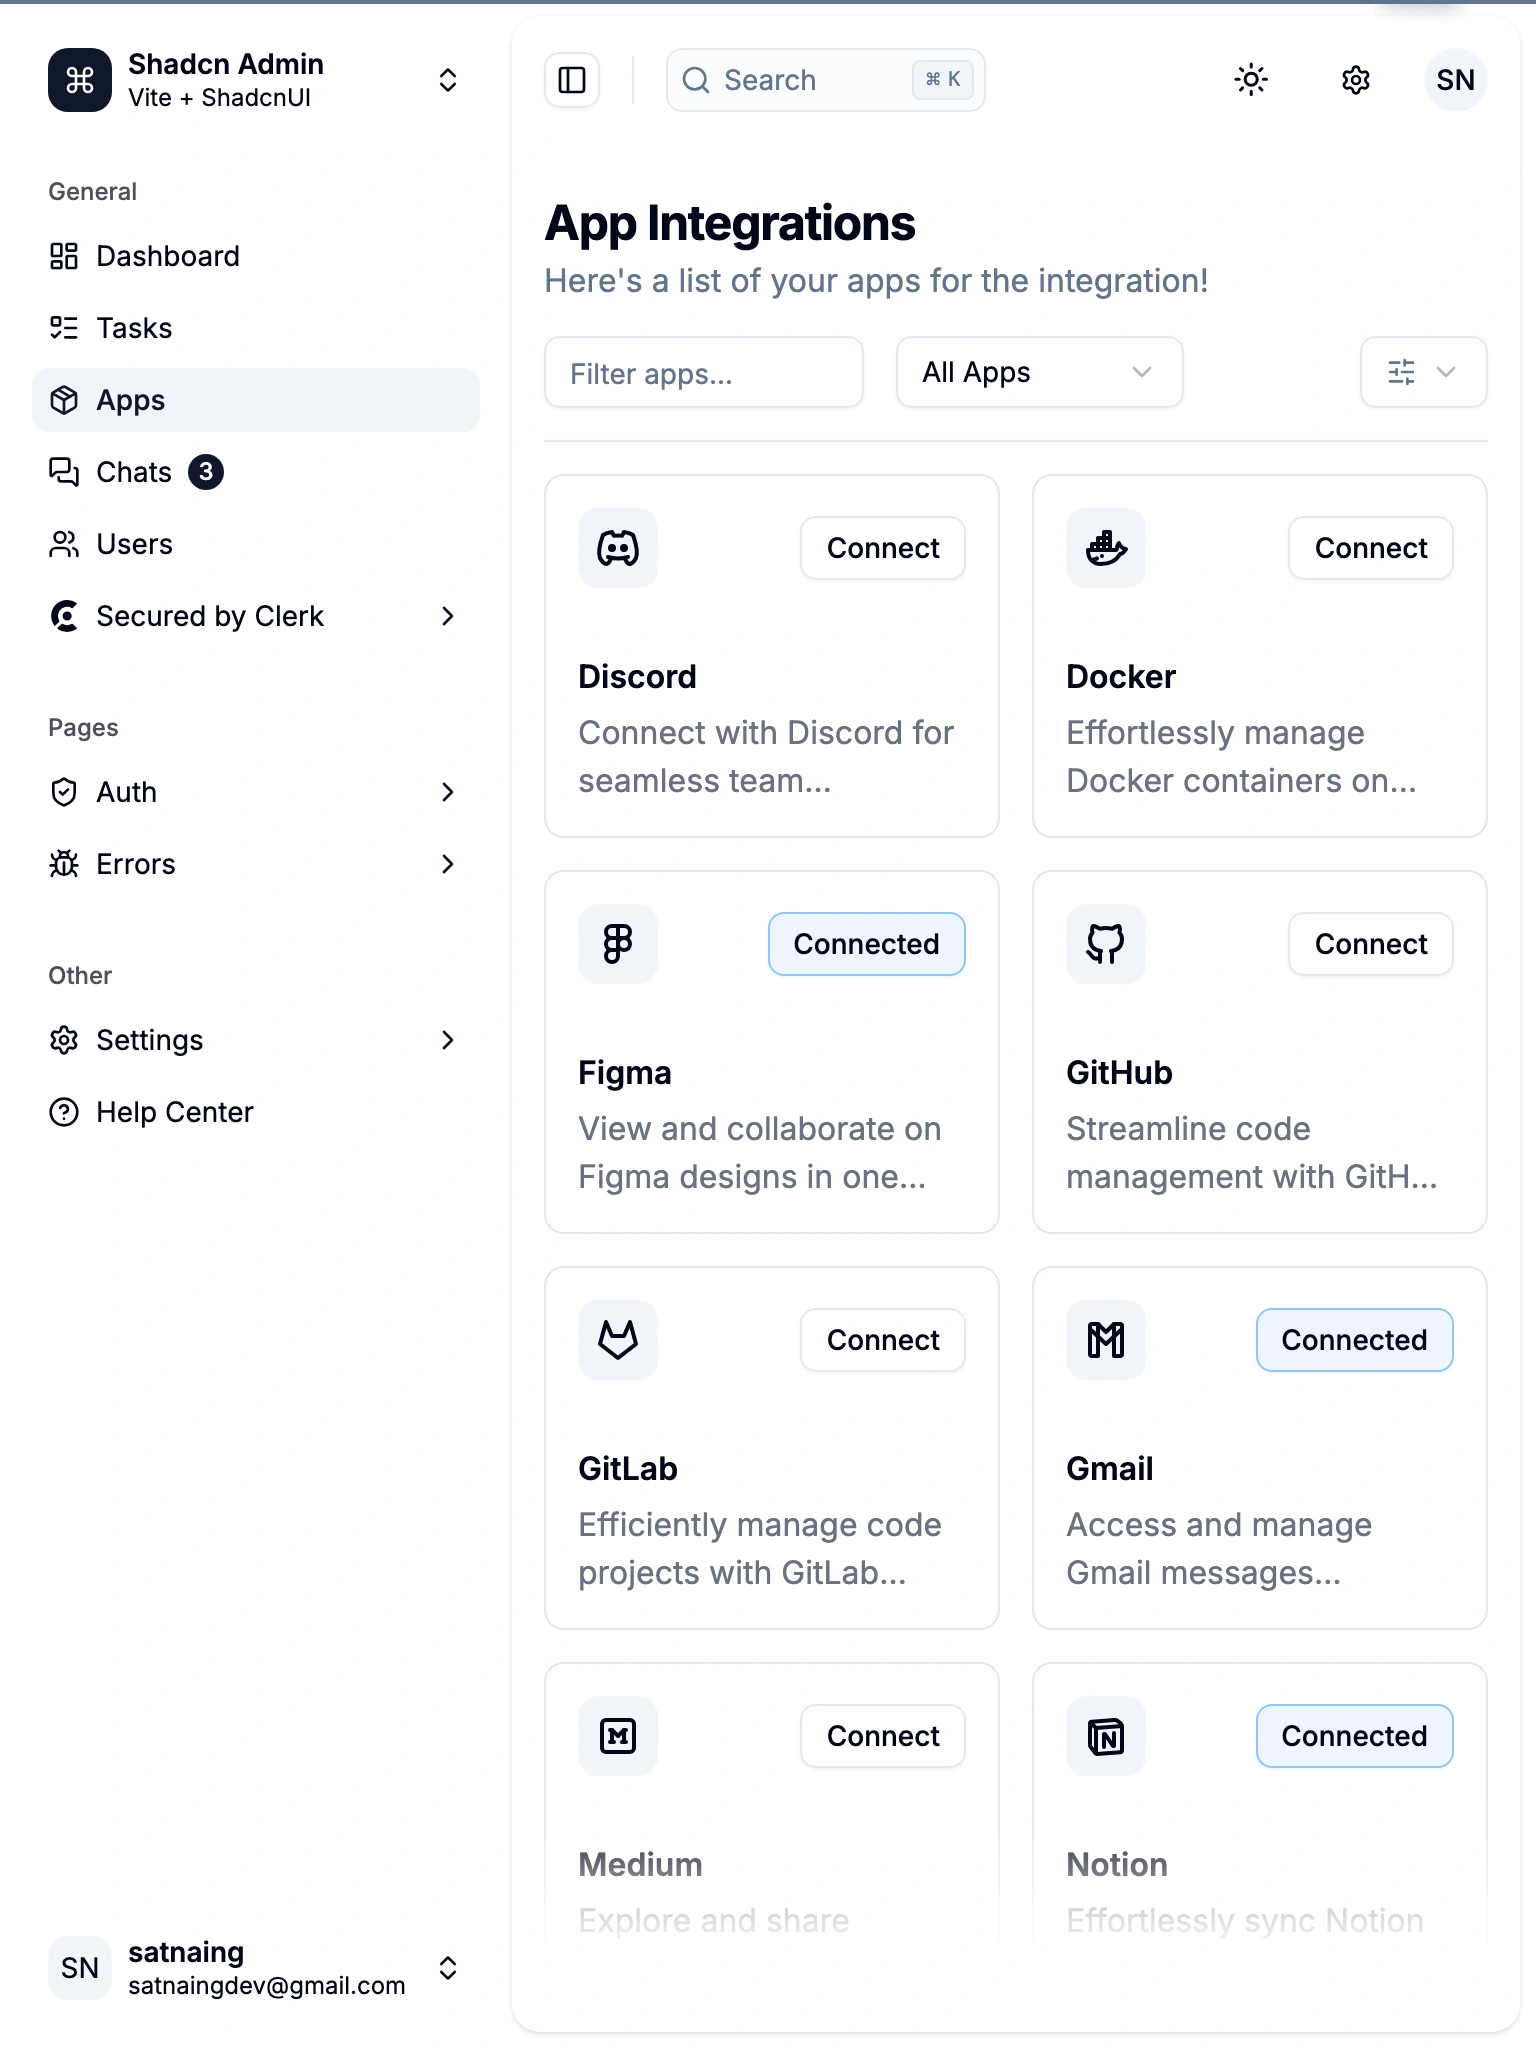 Shadcn Admin
Vite + ShadcnUI
General
Dashboard
Tasks
Apps
Chats 3
Users
Secured by Clerk
Pages
Auth
Errors
Other
Settings
Help Center
SN
satnaing
satnaingdev@gmail.com
Search ⌘ K
SN
App Integrations
Here's a list of your apps for the integration!
Filter apps...
All Apps
Connect
Discord
Connect with Discord for
seamless team...
Connect
Docker
Effortlessly manage
Docker containers on...
Connected
Figma
View and collaborate on
Figma designs in one...
Connect
GitHub
Streamline code
management with GitH...
Connect
GitLab
Efficiently manage code
projects with GitLab...
Connected
Gmail
Access and manage
Gmail messages...
Connect
Medium
Explore and share
Connected
Notion
Effortlessly sync Notion